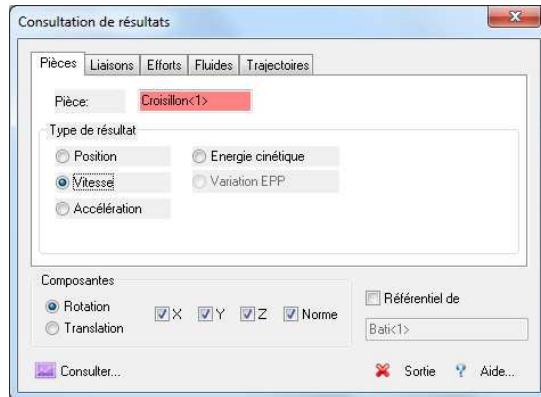 Consultation de résultats
Pièces Liaisons Efforts Fluides Trajectoires
Pièce: Croisillon<1>
Type de résultat
Position Energie cinétique
Vitesse Variation EPP
Accélération
Composantes
Rotation X Y Z Norme
Translation
Référentiel de
Bati<1>
Consulter... Sortie Aide...